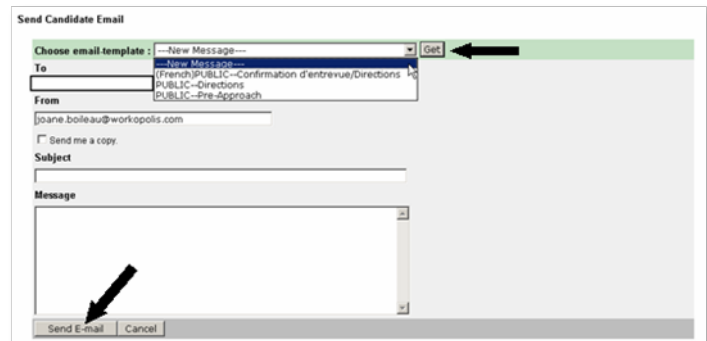 Send Candidate Email
Choose email-template : ---New Message--- Get
---New Message---
(French)PUBLIC--Confirmation d'entrevue/Directions
PUBLIC--Directions
PUBLIC--Pre-Approach
To
From
joane.boileau@workopolis.com
Send me a copy.
Subject
Message
Send E-mail Cancel